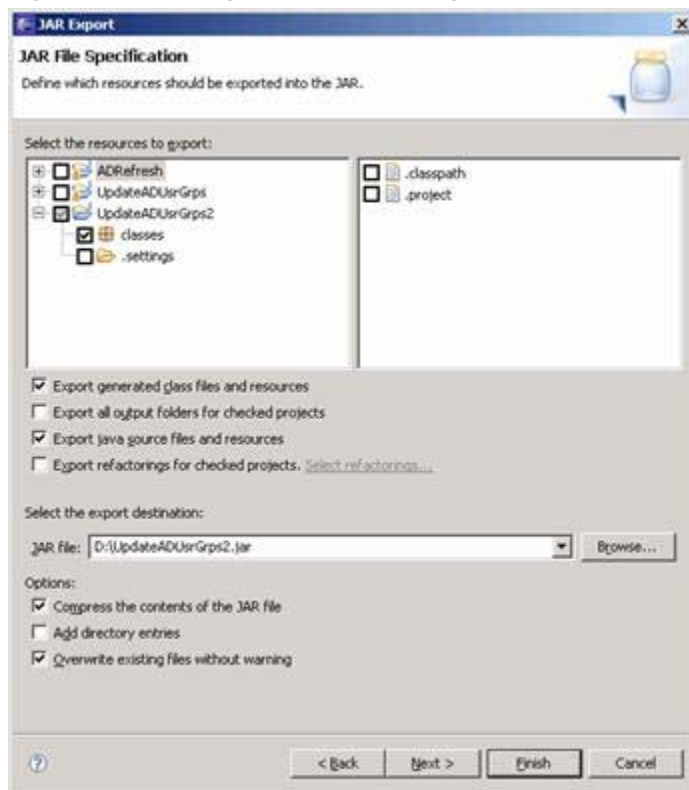 JAR Export
JAR File Specification
Define which resources should be exported into the JAR.
Select the resources to export:
ADRefresh
UpdateADUsrGrps
UpdateADUsrGrps2
classes
.settings
.classpath
.project
Export generated class files and resources
Export all output folders for checked projects
Export java source files and resources
Export refactorings for checked projects. Select refactorings...
Select the export destination:
JAR file: D:\UpdateADUsrGrps2.jar Browse...
Options:
Compress the contents of the JAR file
Add directory entries
Overwrite existing files without warning
< Back Next > Finish Cancel